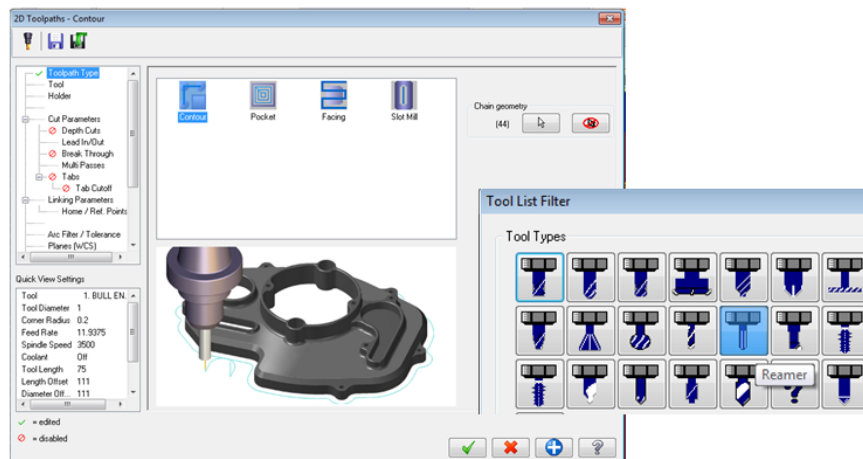 2D Toolpaths - Contour
Toolpath Type
Tool
Holder
Cut Parameters
Depth Cuts
Lead In/Out
Break Through
Multi Passes
Tabs
Tab Cutoff
Linking Parameters
Home / Ref. Points
Arc Filter / Tolerance
Planes (WCS)
Contour
Pocket
Facing
Slot Mill
Chain geometry
(44)
Quick View Settings
Tool 1. BULL EN.
Tool Diameter 1
Corner Radius 0.2
Feed Rate 11.9375
Spindle Speed 3500
Coolant Off
Tool Length 75
Length Offset 111
Diameter Off... 111
= edited
= disabled
Tool List Filter
Tool Types
Reamer